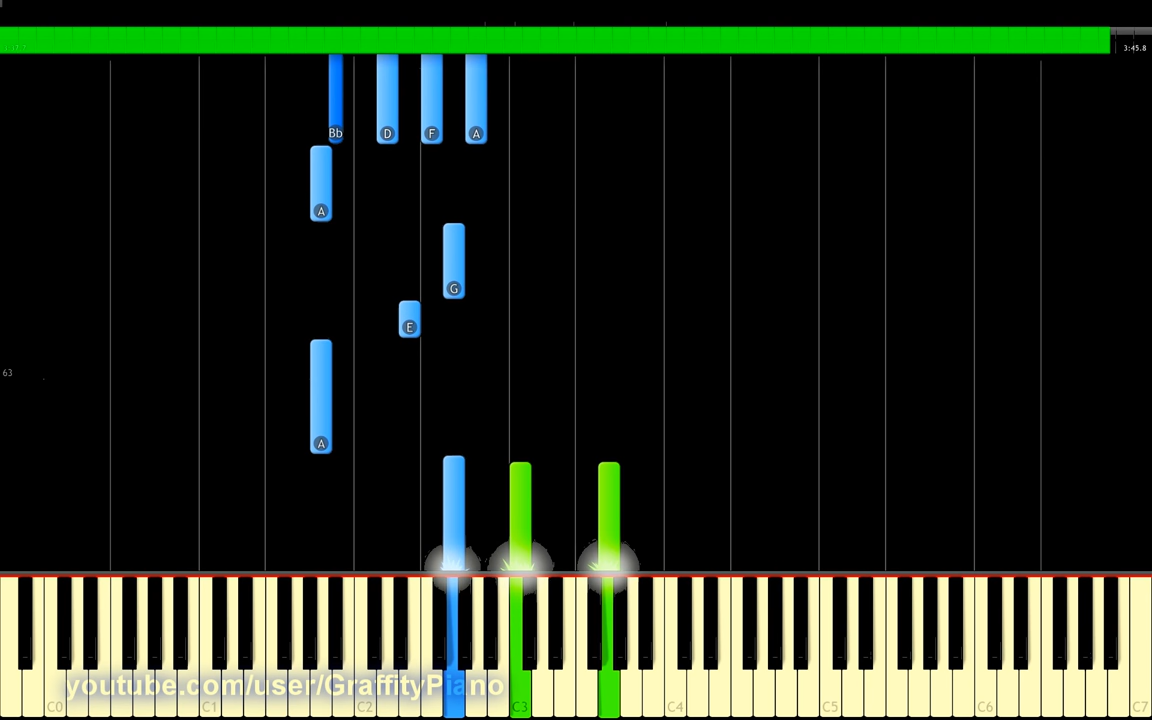 3:45.8
Bb D F A
A
G
E
63
A
youtube.com/user/GraffityPiano
C0 C1 C2 C3 C4 C5 C6 C7